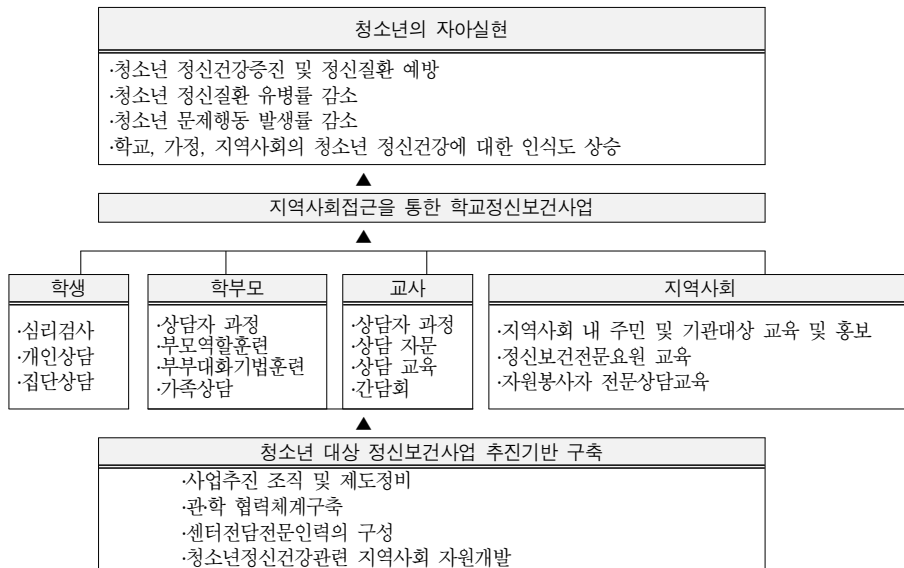 청소년의 자아실현
·청소년 정신건강증진 및 정신질환 예방
·청소년 정신질환 유병률 감소
·청소년 문제행동 발생률 감소
·학교, 가정, 지역사회의 청소년 정신건강에 대한 인식도 상승
▲
지역사회접근을 통한 학교정신보건사업
▲
학생
·심리검사
·개인상담
·집단상담
학부모
·상담자 과정
·부모역할훈련
·부부대화기법훈련
·가족상담
교사
·상담자 과정
·상담 자문
·상담 교육
·간담회
지역사회
·지역사회 내 주민 및 기관대상 교육 및 홍보
·정신보건전문요원 교육
·자원봉사자 전문상담교육
▲
청소년 대상 정신보건사업 추진기반 구축
·사업추진 조직 및 제도정비
·관·학 협력체계구축
·센터전담전문인력의 구성
·청소년정신건강관련 지역사회 자원개발